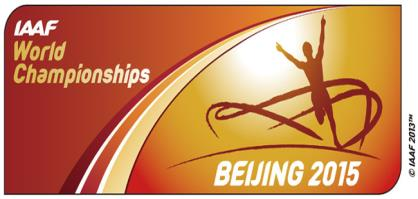 IAAF
World
Championships
BEIJING 2015
© IAAF 2013™